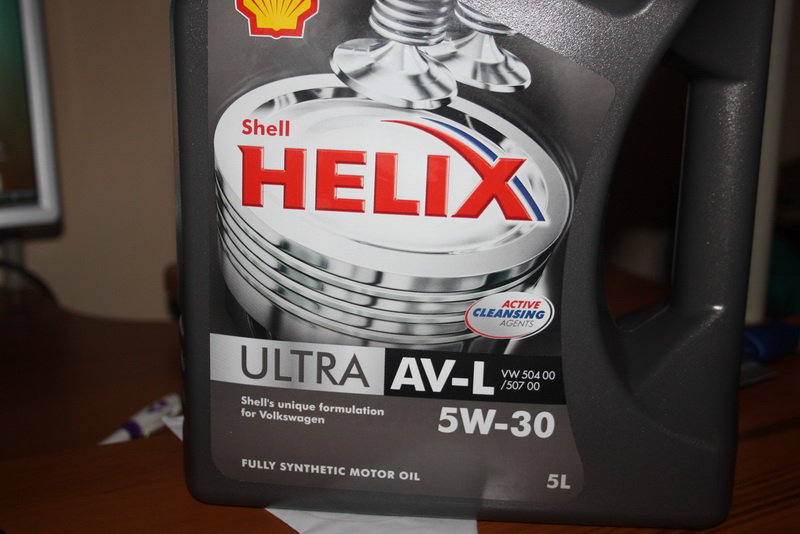 Shell
HELIX
ACTIVE
CLEANSING
AGENTS
ULTRA AV-L VW 504 00
/507 00
Shell's unique formulation
for Volkswagen
5W-30
FULLY SYNTHETIC MOTOR OIL
5L